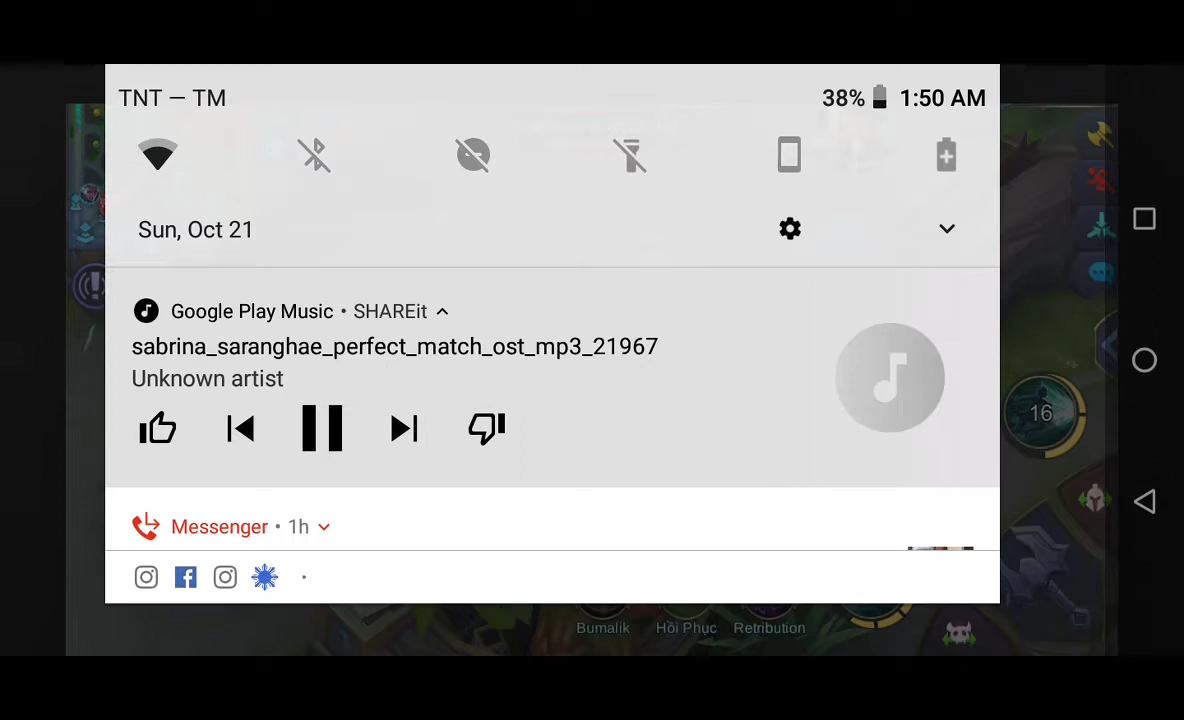 TNT — TM
38% 1:50 AM
Sun, Oct 21
Google Play Music • SHAREit
sabrina_saranghae_perfect_match_ost_mp3_21967
Unknown artist
16
Messenger • 1h
Bumalik Hồi Phục Retribution